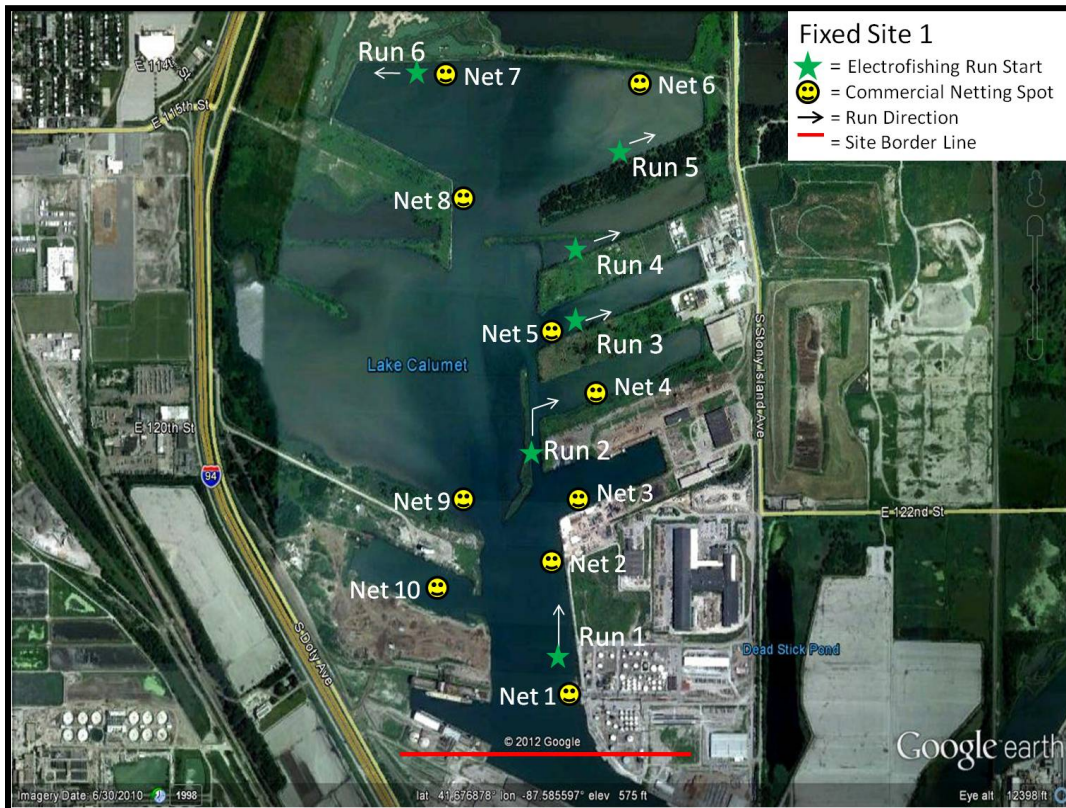 Fixed Site 1
= Electrofishing Run Start
= Commercial Netting Spot
= Run Direction
= Site Border Line
E 114th St
E 115th St
Run 6
Net 7
Net 6
Run 5
Net 8
Run 4
Net 5
Run 3
Lake Calumet
Net 4
S Stony Island Ave
E 120th St
Run 2
94
Net 9
Net 3
E 122nd St
Net 2
Net 10
Run 1
S Doty Ave
Dead Stick Pond
Net 1
© 2012 Google
Google earth
Imagery Date: 6/30/2010 1998
lat 41.676878° lon -87.585597° elev 575 ft
Eye alt 12398 ft